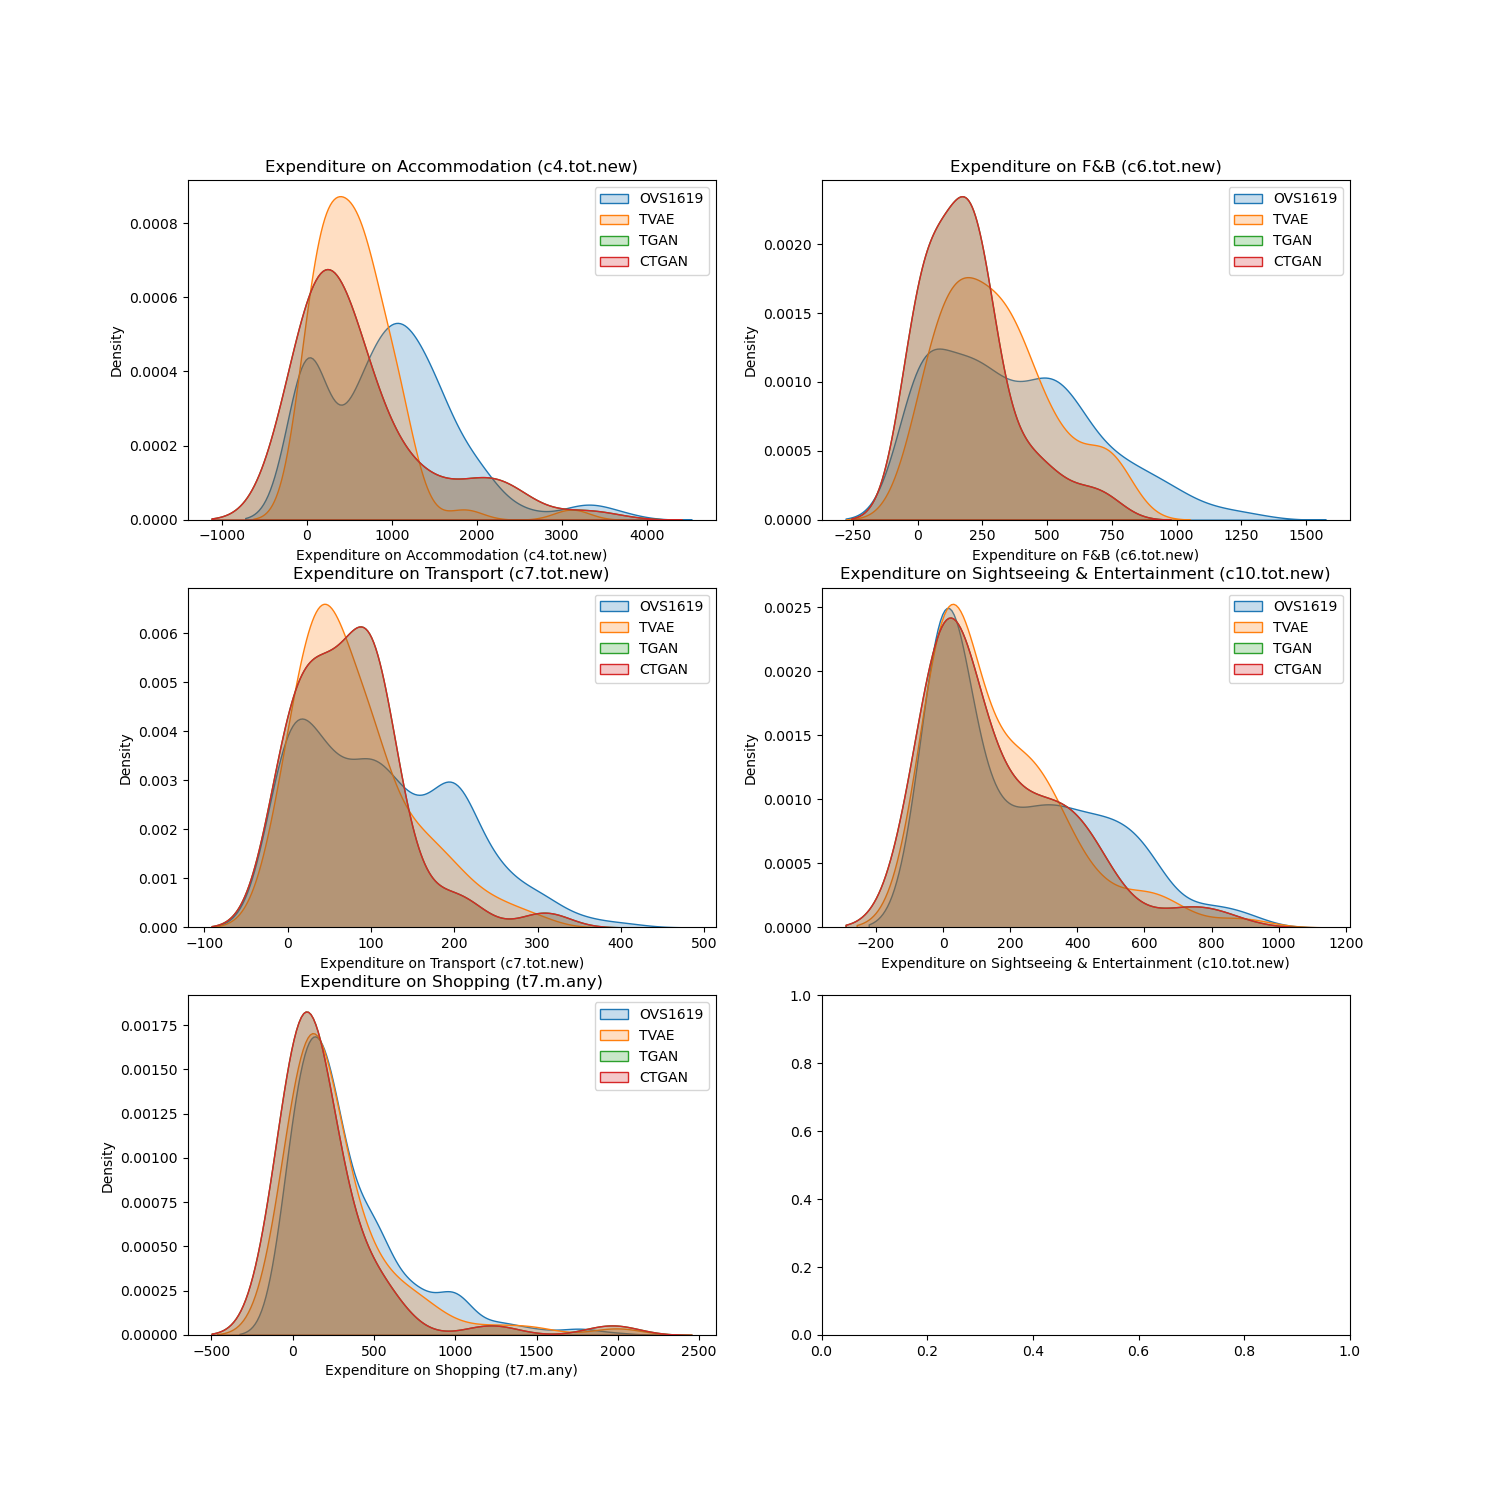 Expenditure on Accommodation (c4.tot.new)
OVS1619
TVAE
TGAN
CTGAN
Density
0.0008
0.0006
0.0004
0.0002
0.0000
−1000 0 1000 2000 3000 4000
Expenditure on Accommodation (c4.tot.new)
Expenditure on F&B (c6.tot.new)
OVS1619
TVAE
TGAN
CTGAN
Density
0.0020
0.0015
0.0010
0.0005
0.0000
−250 0 250 500 750 1000 1250 1500
Expenditure on F&B (c6.tot.new)
Expenditure on Transport (c7.tot.new)
OVS1619
TVAE
TGAN
CTGAN
Density
0.006
0.005
0.004
0.003
0.002
0.001
0.000
−100 0 100 200 300 400 500
Expenditure on Transport (c7.tot.new)
Expenditure on Sightseeing & Entertainment (c10.tot.new)
OVS1619
TVAE
TGAN
CTGAN
Density
0.0025
0.0020
0.0015
0.0010
0.0005
0.0000
−200 0 200 400 600 800 1000 1200
Expenditure on Sightseeing & Entertainment (c10.tot.new)
Expenditure on Shopping (t7.m.any)
OVS1619
TVAE
TGAN
CTGAN
Density
0.00175
0.00150
0.00125
0.00100
0.00075
0.00050
0.00025
0.00000
−500 0 500 1000 1500 2000 2500
Expenditure on Shopping (t7.m.any)
1.0
0.8
0.6
0.4
0.2
0.0
0.0 0.2 0.4 0.6 0.8 1.0